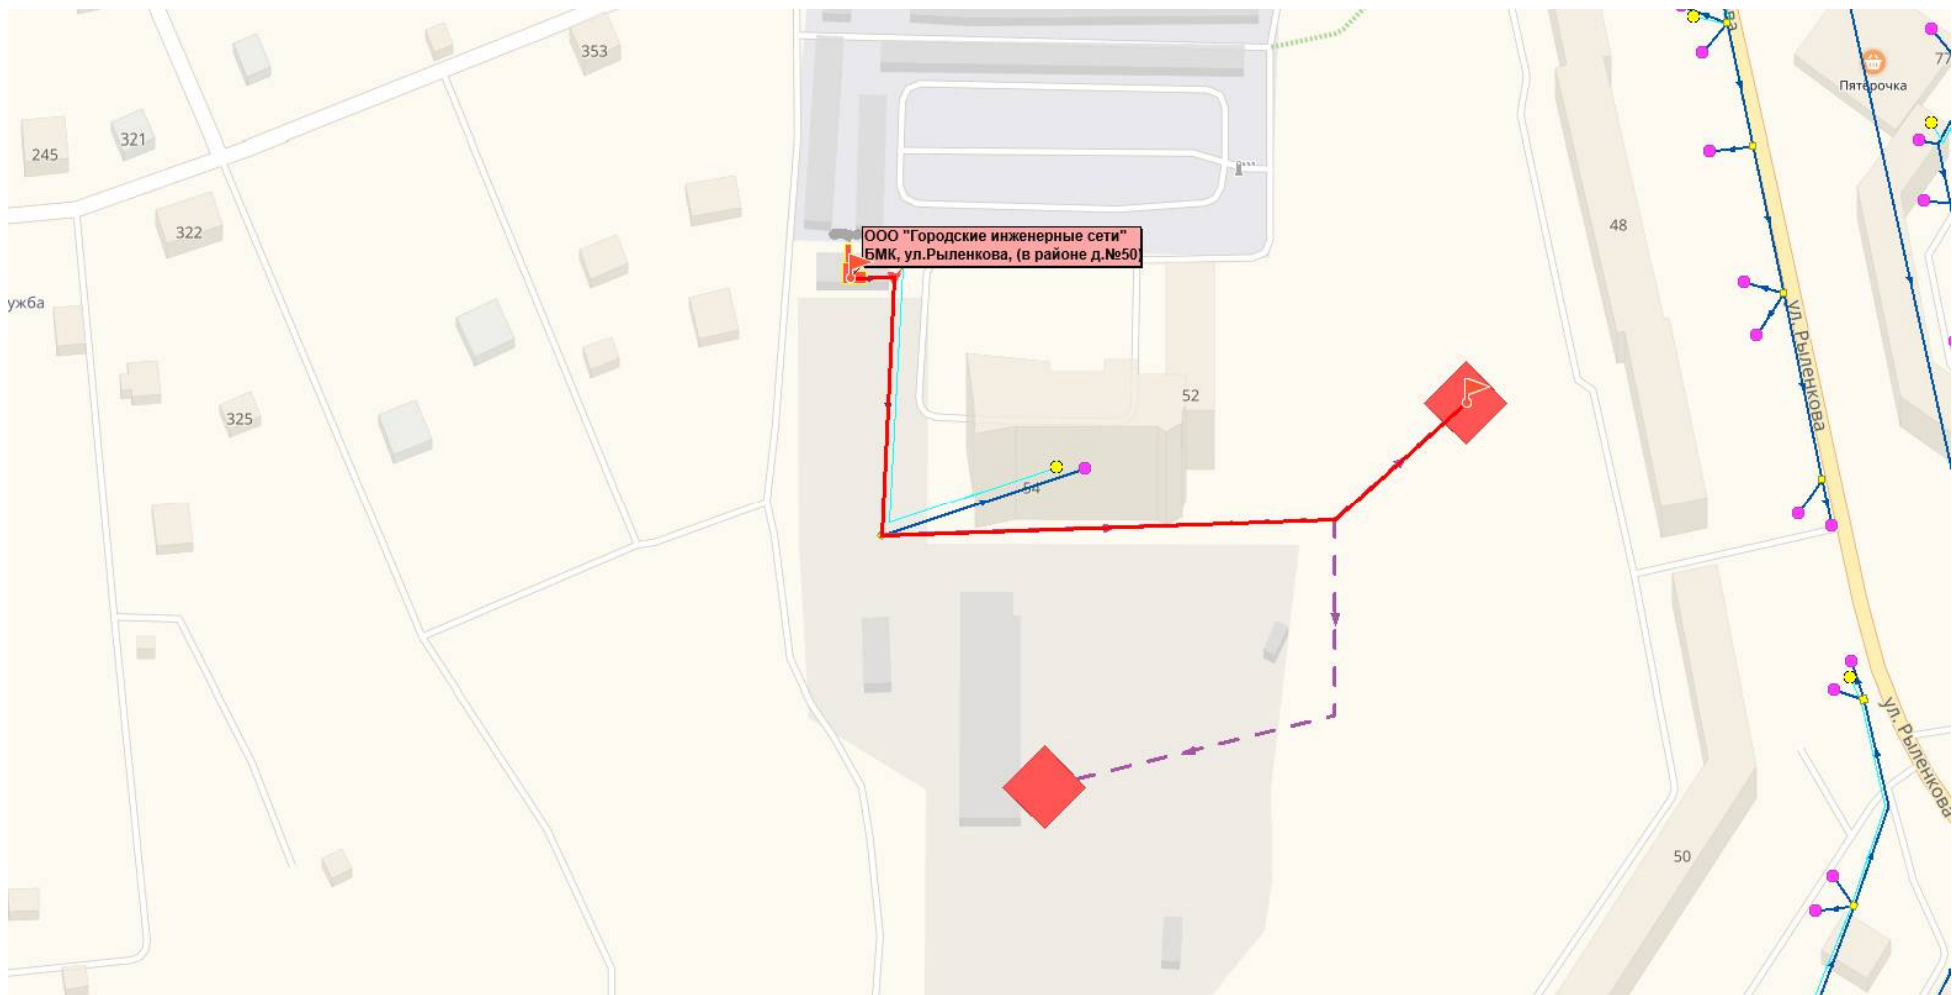 353
77
Пятёрочка
321
245
322
48
ООО "Городские инженерные сети"
БМК, ул.Рыленкова, (в районе д.№50)
ужба
ул. Рыленкова
52
325
54
ул. Рыленкова
50